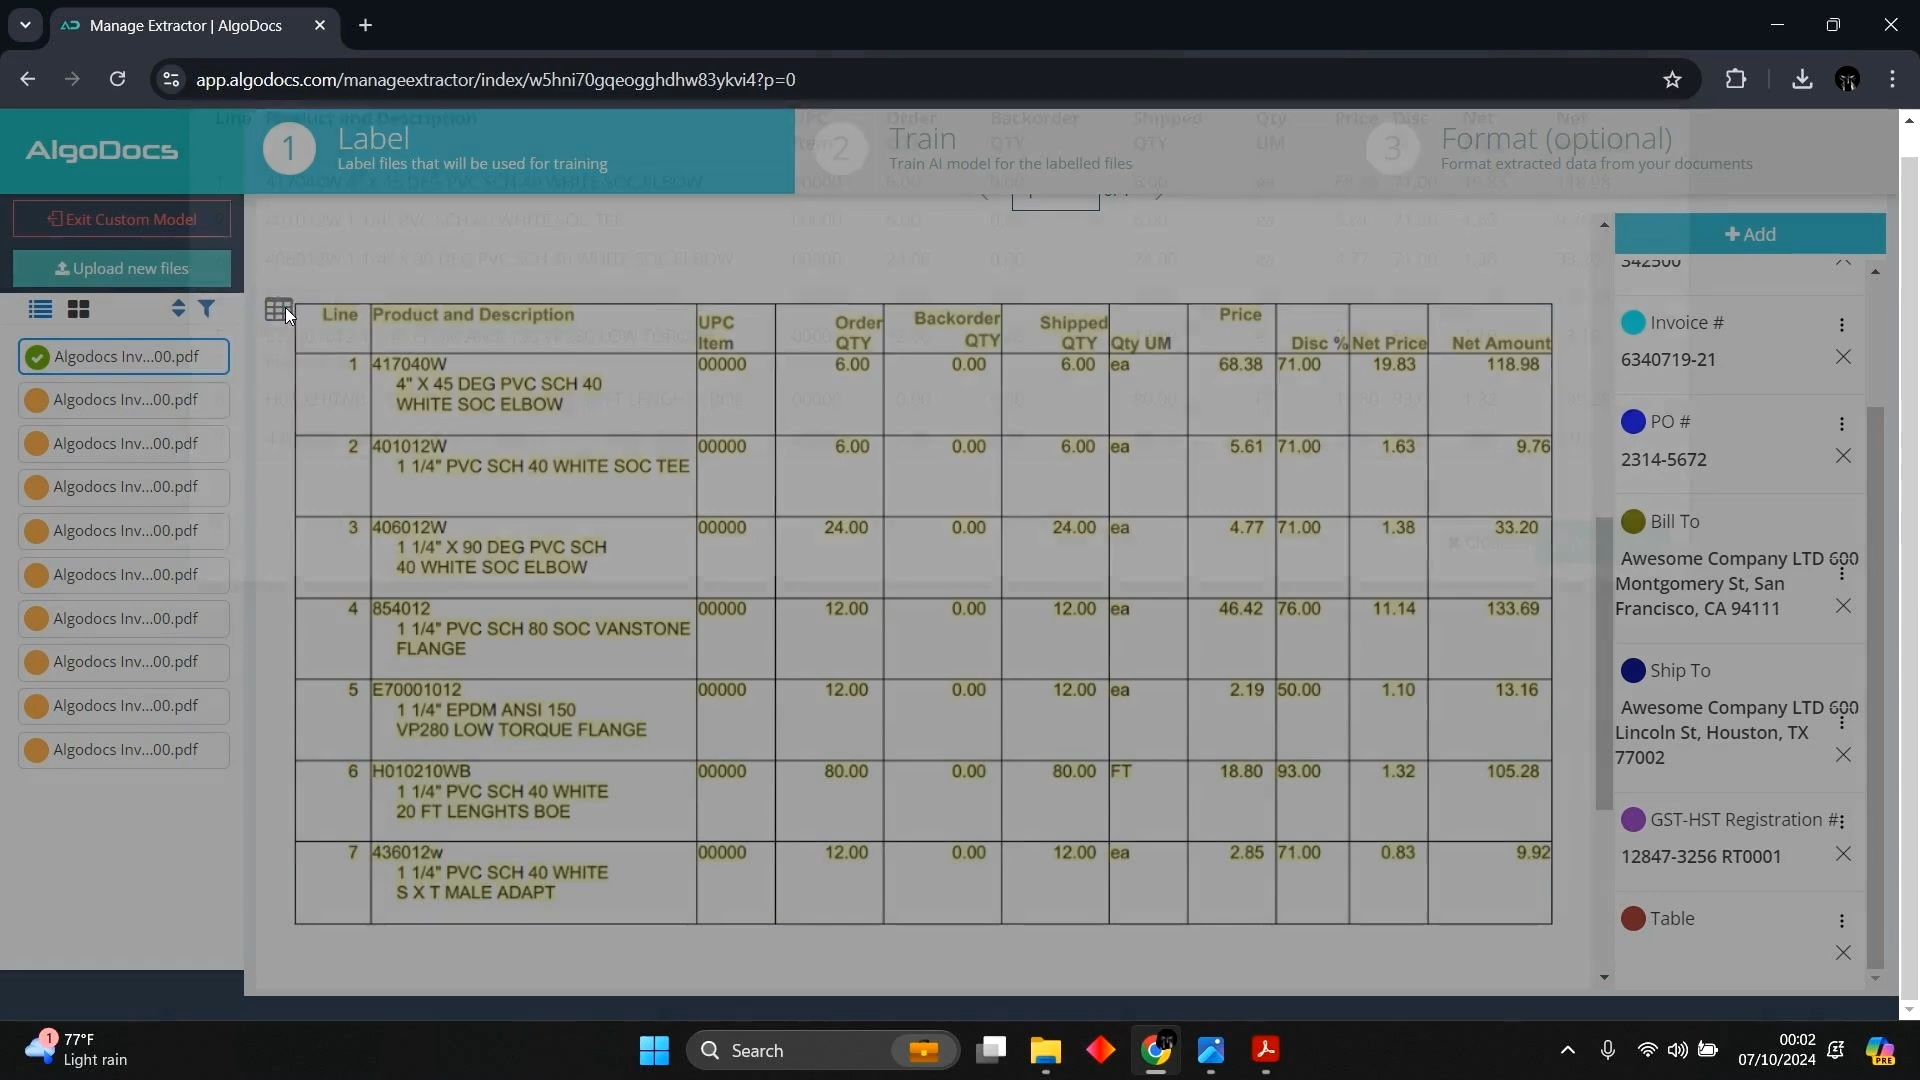 Manage Extractor | AlgoDocs
app.algodocs.com/manageextractor/index/w5hni70gqeogghdhw83ykvi4?p=0
AlgoDocs
1 Label
Label files that will be used for training
2 Train
Train AI model for the labelled files
3 Format (optional)
Format extracted data from your documents
Exit Custom Model
Upload new files
Algodocs Inv...00.pdf
Algodocs Inv...00.pdf
Algodocs Inv...00.pdf
Algodocs Inv...00.pdf
Algodocs Inv...00.pdf
Algodocs Inv...00.pdf
Algodocs Inv...00.pdf
Algodocs Inv...00.pdf
Algodocs Inv...00.pdf
Algodocs Inv...00.pdf
Line Product and Description UPC Item Order QTY Backorder QTY Shipped QTY Qty UM Price Disc % Net Price Net Amount
1 417040W 00000 6.00 0.00 6.00 ea 68.38 71.00 19.83 118.98
4" X 45 DEG PVC SCH 40
WHITE SOC ELBOW
2 401012W 00000 6.00 0.00 6.00 ea 5.61 71.00 1.63 9.76
1 1/4" PVC SCH 40 WHITE SOC TEE
3 406012W 00000 24.00 0.00 24.00 ea 4.77 71.00 1.38 33.20
1 1/4" X 90 DEG PVC SCH
40 WHITE SOC ELBOW
4 854012 00000 12.00 0.00 12.00 ea 46.42 76.00 11.14 133.69
1 1/4" PVC SCH 80 SOC VANSTONE
FLANGE
5 E70001012 00000 12.00 0.00 12.00 ea 2.19 50.00 1.10 13.16
1 1/4" EPDM ANSI 150
VP280 LOW TORQUE FLANGE
6 H010210WB 00000 80.00 0.00 80.00 FT 18.80 93.00 1.32 105.28
1 1/4" PVC SCH 40 WHITE
20 FT LENGHTS BOE
7 436012w 00000 12.00 0.00 12.00 ea 2.85 71.00 0.83 9.92
1 1/4" PVC SCH 40 WHITE
S X T MALE ADAPT
Add
342500
Invoice #
6340719-21
PO #
2314-5672
Bill To
Awesome Company LTD 600
Montgomery St, San
Francisco, CA 94111
Ship To
Awesome Company LTD 600
Lincoln St, Houston, TX
77002
GST-HST Registration #
12847-3256 RT0001
Table
1
77°F
Light rain
Search
00:02
07/10/2024
PRE